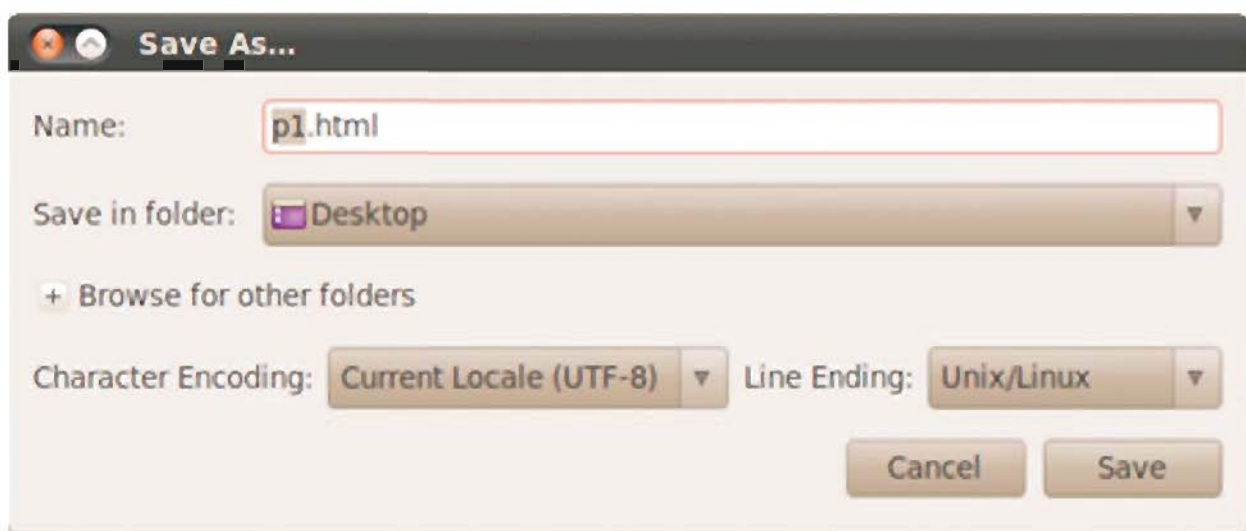 Save As...
Name: p1.html
Save in folder: Desktop
+ Browse for other folders
Character Encoding: Current Locale (UTF-8) Line Ending: Unix/Linux
Cancel Save